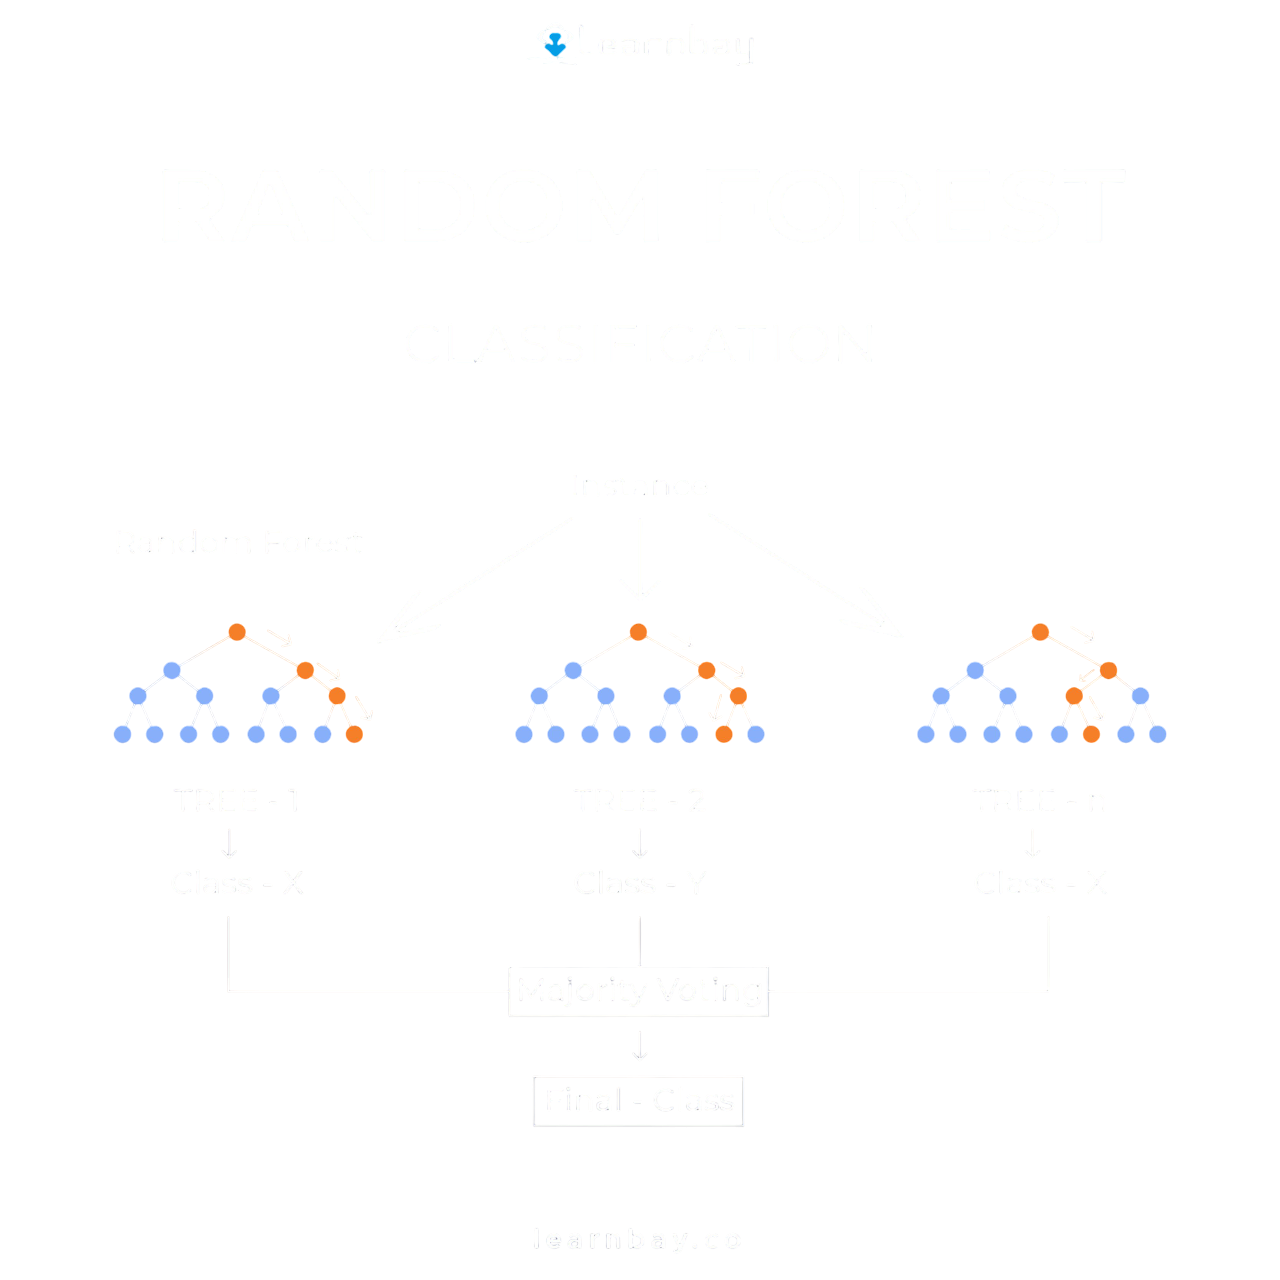 Learnbay
RANDOM FOREST
CLASSIFICATION
Instance
Random Forest
TREE - 1
TREE - 2
TREE - n
Class - X
Class - Y
Class - X
Majority Voting
Final - Class
learnbay.co